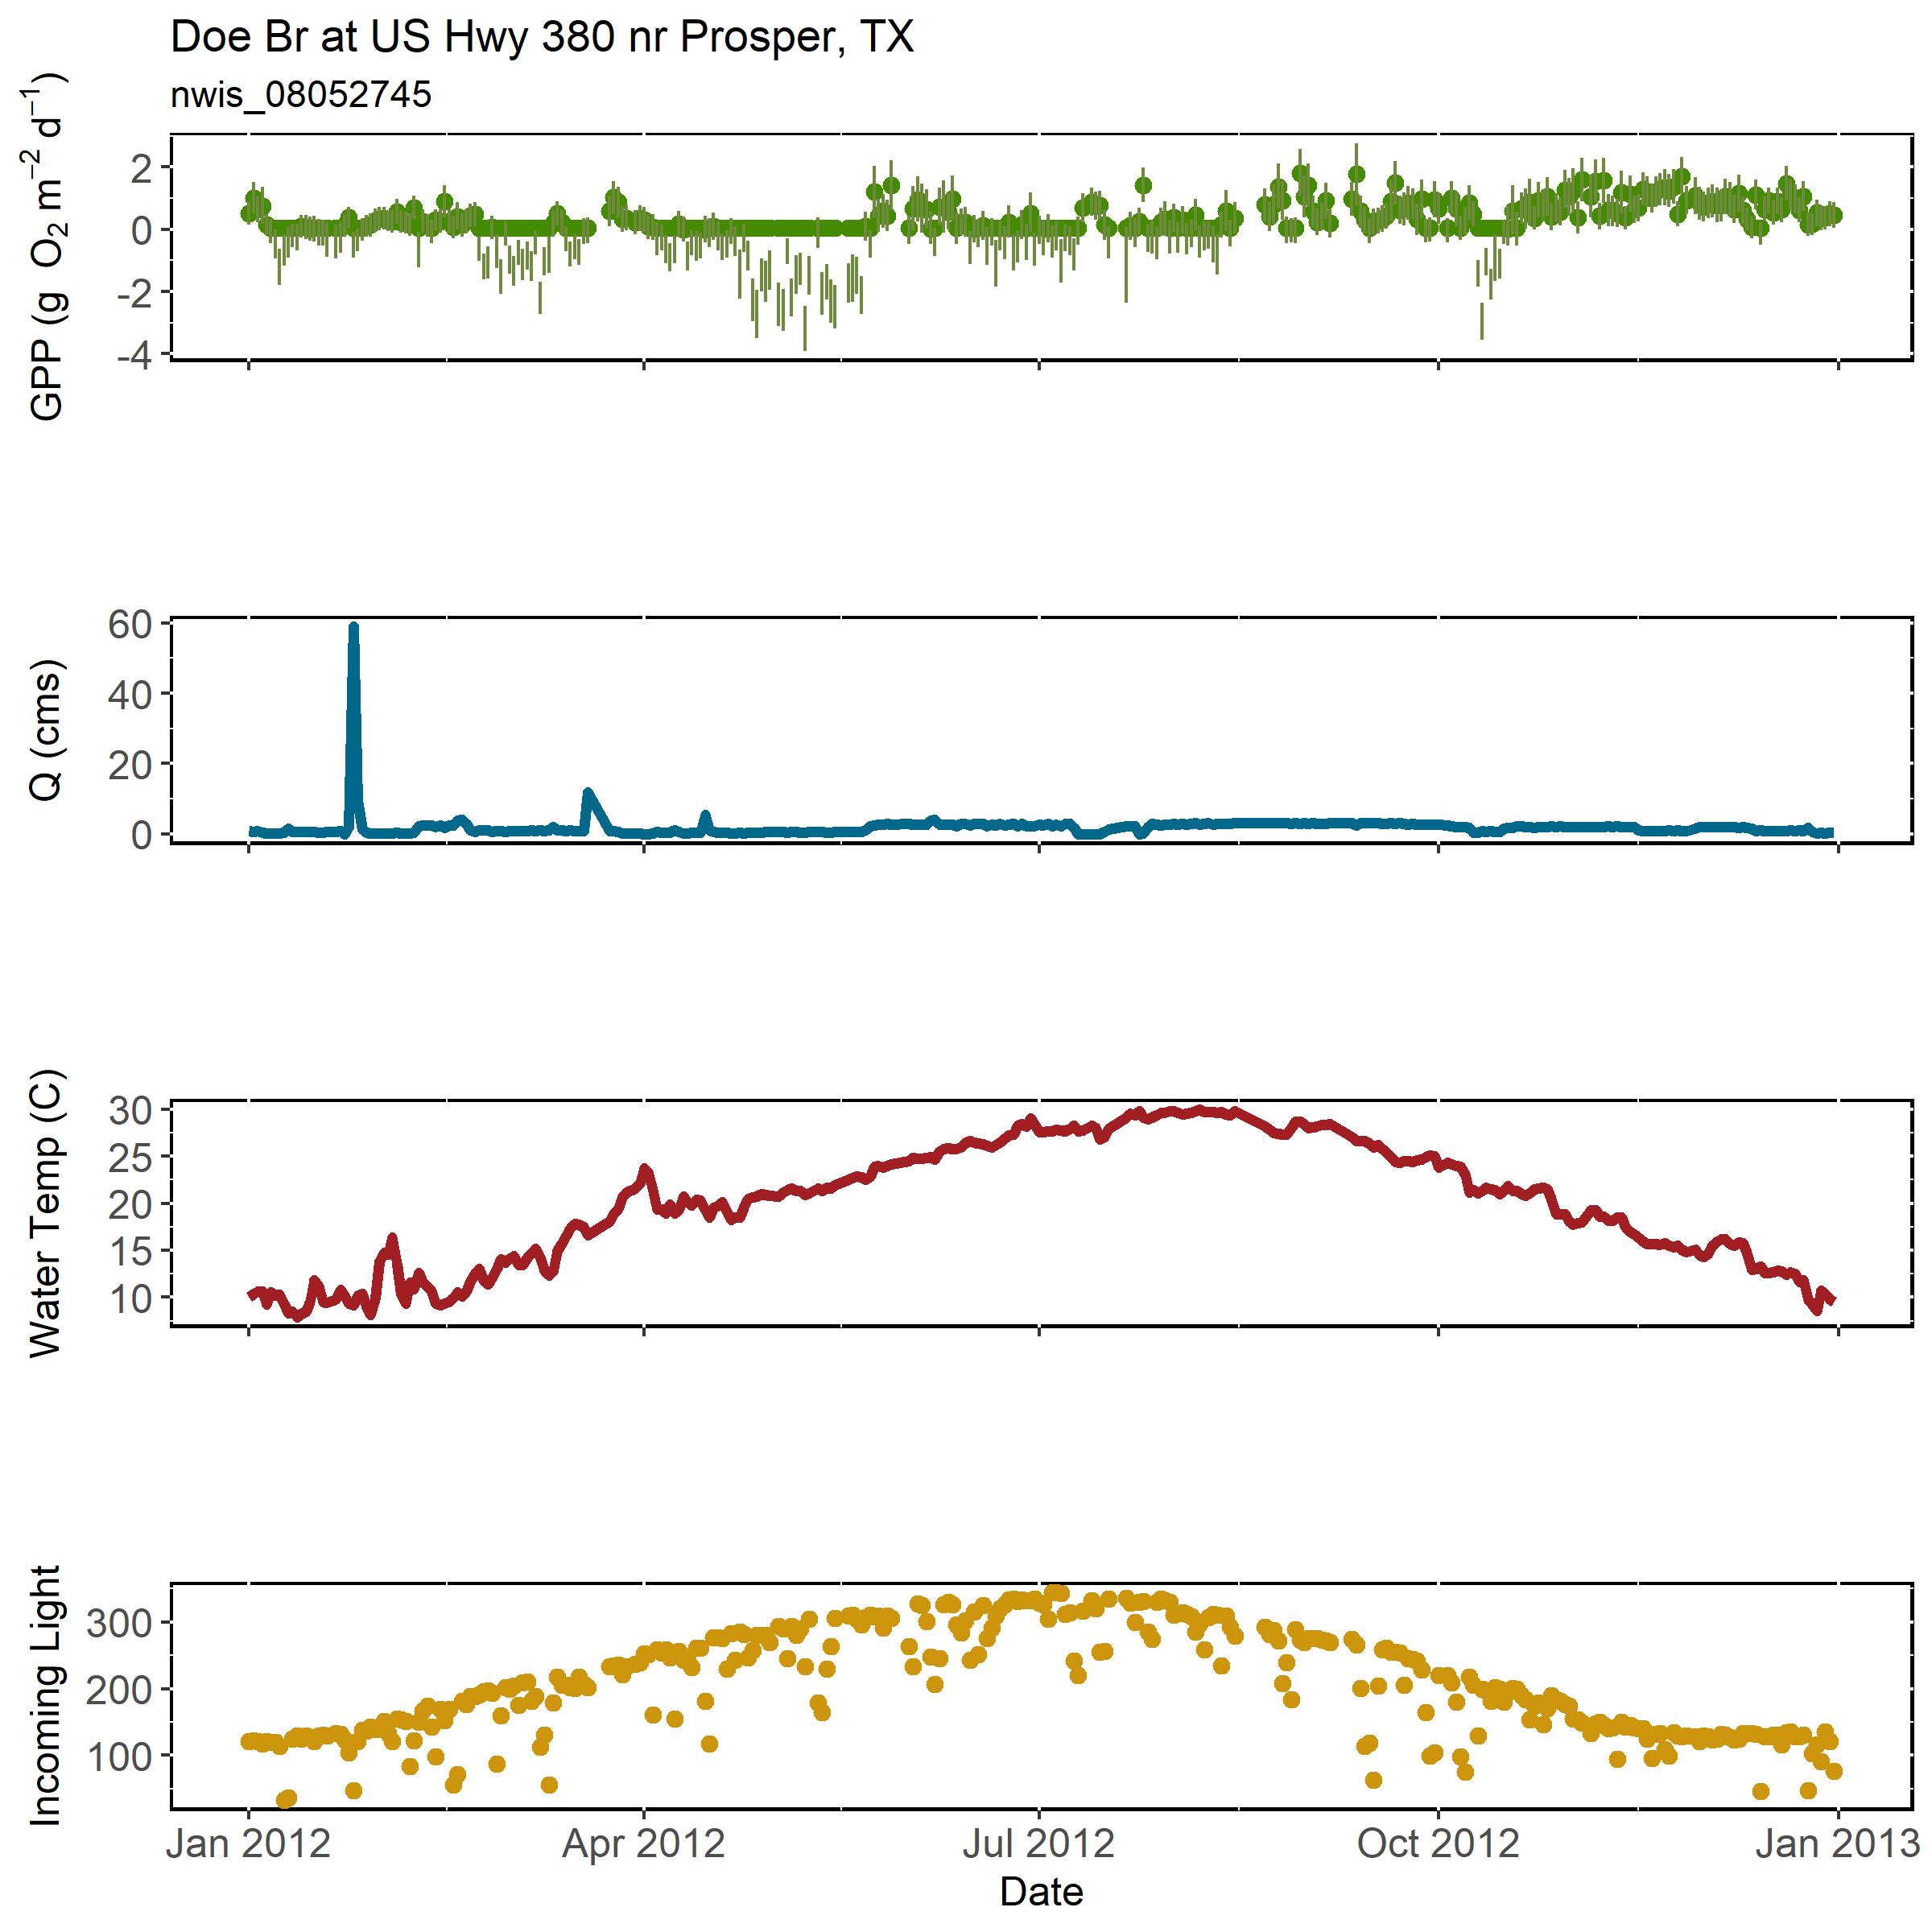 Doe Br at US Hwy 380 nr Prosper, TX
nwis_08052745
GPP (g O₂ m⁻² d⁻¹)
2
0
-2
-4
Q (cms)
60
40
20
0
Water Temp (C)
30
25
20
15
10
Incoming Light
300
200
100
Jan 2012 Apr 2012 Jul 2012 Oct 2012 Jan 2013
Date